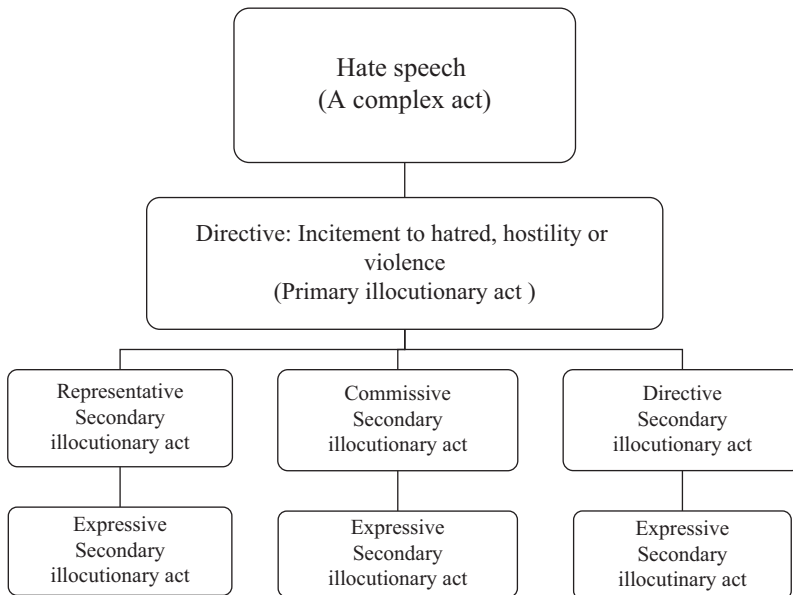 Hate speech
(A complex act)
Directive: Incitement to hatred, hostility or
violence
(Primary illocutionary act )
Representative
Secondary
illocutionary act
Commissive
Secondary
illocutionary act
Directive
Secondary
illocutionary act
Expressive
Secondary
illocutionary act
Expressive
Secondary
illocutionary act
Expressive
Secondary
illocutinary act